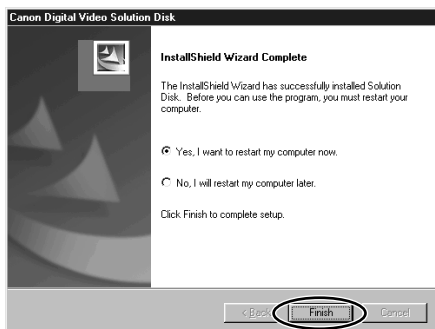 Canon Digital Video Solution Disk
InstallShield Wizard Complete
The InstallShield Wizard has successfully installed Solution
Disk. Before you can use the program, you must restart your
computer.
Yes, I want to restart my computer now.
No, I will restart my computer later.
Click Finish to complete setup.
< Back Finish Cancel